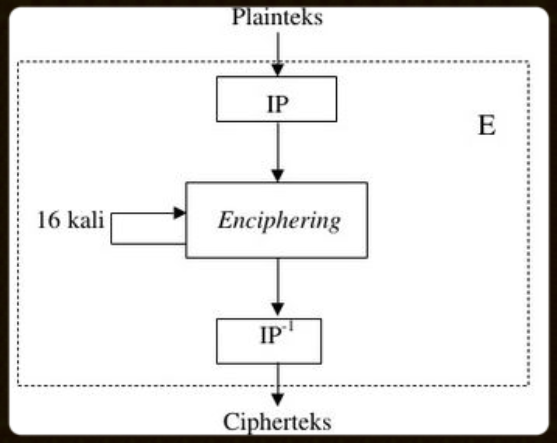 Plainteks
IP
E
16 kali
Enciphering
IP⁻¹
Cipherteks